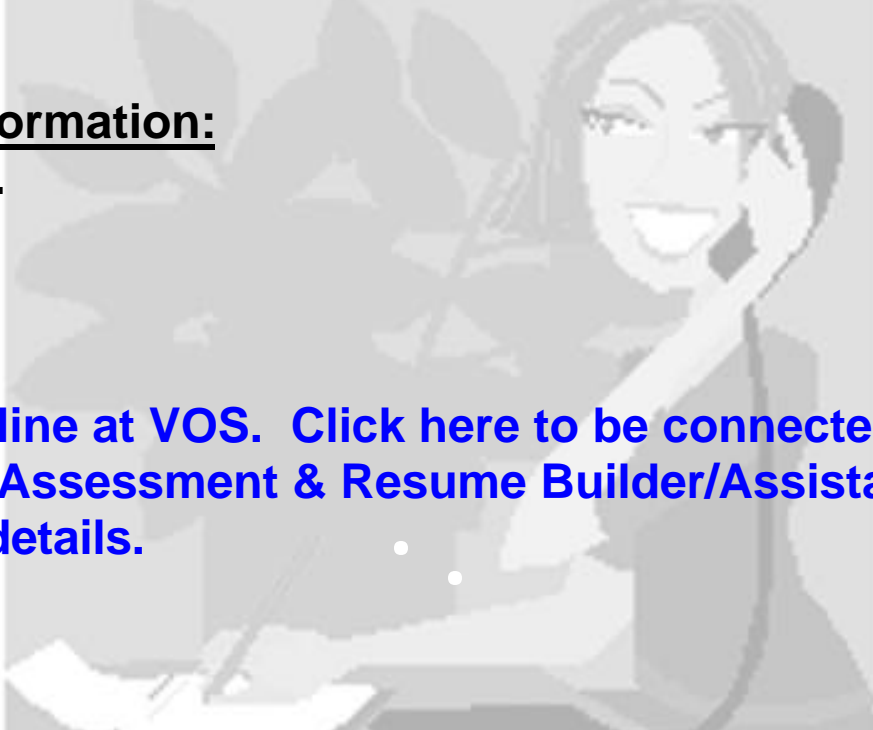 ormation:
.
line at VOS. Click here to be connecte
Assessment & Resume Builder/Assista
details.